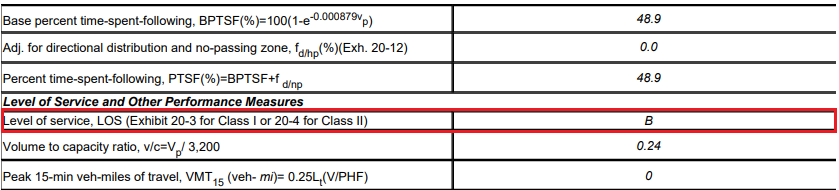 Base percent time-spent-following, BPTSF(%)=100(1-e-0.000879vp) 48.9
Adj. for directional distribution and no-passing zone, fd/hp(%)(Exh. 20-12) 0.0
Percent time-spent-following, PTSF(%)=BPTSF+f d/np 48.9
Level of Service and Other Performance Measures
Level of service, LOS (Exhibit 20-3 for Class I or 20-4 for Class II) B
Volume to capacity ratio, v/c=Vp/ 3,200 0.24
Peak 15-min veh-miles of travel, VMT15 (veh- mi)= 0.25Lt(V/PHF) 0